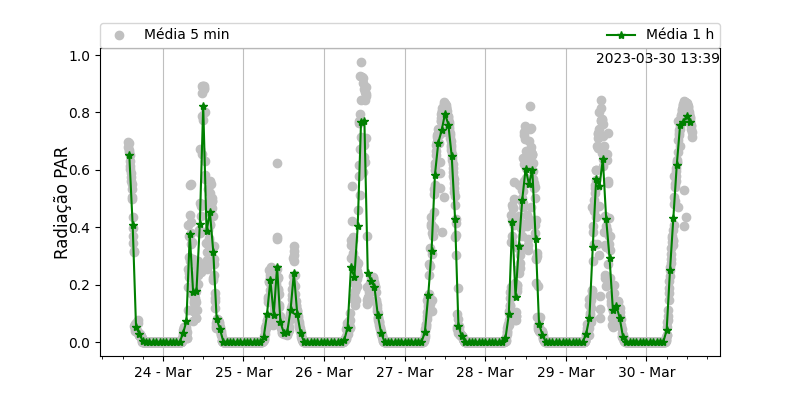 Média 5 min
Média 1 h
2023-03-30 13:39
Radiação PAR
1.0
0.8
0.6
0.4
0.2
0.0
24 - Mar
25 - Mar
26 - Mar
27 - Mar
28 - Mar
29 - Mar
30 - Mar